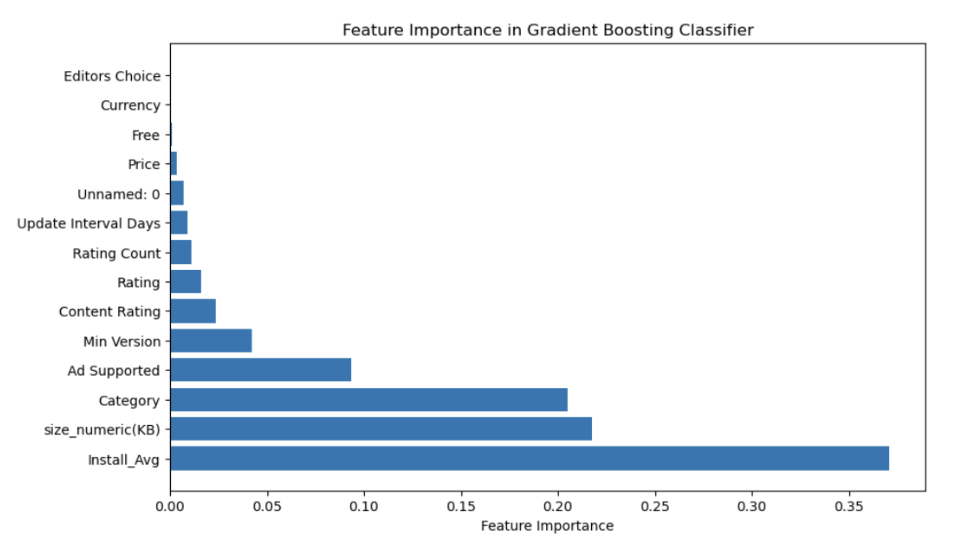 Feature Importance in Gradient Boosting Classifier
Editors Choice
Currency
Free
Price
Unnamed: 0
Update Interval Days
Rating Count
Rating
Content Rating
Min Version
Ad Supported
Category
size_numeric(KB)
Install_Avg
0.00 0.05 0.10 0.15 0.20 0.25 0.30 0.35
Feature Importance